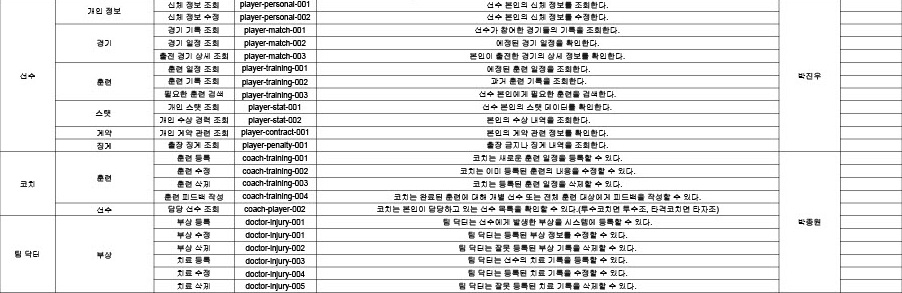 개인 정보 신체 정보 조회 player-personal-001 선수 본인의 신체 정보를 조회한다.
신체 정보 수정 player-personal-002 선수 본인의 신체 정보를 수정한다.
경기 경기 기록 조회 player-match-001 선수가 참여한 경기들의 기록을 조회한다.
경기 일정 조회 player-match-002 예정된 경기 일정을 확인한다.
출전 경기 상세 조회 player-match-003 본인이 출전한 경기의 상세 정보를 확인한다.
선수 훈련 훈련 일정 조회 player-training-001 예정된 훈련 일정을 조회한다. 박진우
훈련 기록 조회 player-training-002 과거 훈련 기록을 조회한다.
필요한 훈련 검색 player-training-003 선수 본인에게 필요한 훈련을 검색한다.
스탯 개인 스탯 조회 player-stat-001 선수 본인의 스탯 데이터를 확인한다.
개인 수상 경력 조회 player-stat-002 본인의 수상 내역을 조회한다.
계약 개인 계약 관련 조회 player-contract-001 본인의 계약 관련 정보를 확인한다.
징계 출장 징계 조회 player-penalty-001 출장 금지나 징계 내역을 조회한다.
코치 훈련 훈련 등록 coach-training-001 코치는 새로운 훈련 일정을 등록할 수 있다.
훈련 수정 coach-training-002 코치는 이미 등록된 훈련의 내용을 수정할 수 있다.
훈련 삭제 coach-training-003 코치는 등록된 훈련 일정을 삭제할 수 있다.
훈련 피드백 작성 coach-training-004 코치는 완료된 훈련에 대해 개별 선수 또는 전체 훈련 대상에게 피드백을 작성할 수 있다.
선수 담당 선수 조회 coach-player-002 코치는 본인이 담당하고 있는 선수 목록을 확인할 수 있다.(투수코치면 투수조, 타격코치면 타자조)
팀 닥터 부상 부상 등록 doctor-injury-001 팀 닥터는 선수에게 발생한 부상을 시스템에 등록할 수 있다. 박종원
부상 수정 doctor-injury-001 팀 닥터는 등록된 부상 정보를 수정할 수 있다.
부상 삭제 doctor-injury-002 팀 닥터는 잘못 등록된 부상 기록을 삭제할 수 있다.
치료 등록 doctor-injury-003 팀 닥터는 선수의 치료 기록을 등록할 수 있다.
치료 수정 doctor-injury-004 팀 닥터는 등록된 치료 기록을 수정할 수 있다.
치료 삭제 doctor-injury-005 팀 닥터는 잘못 등록된 치료 기록을 삭제할 수 있다.